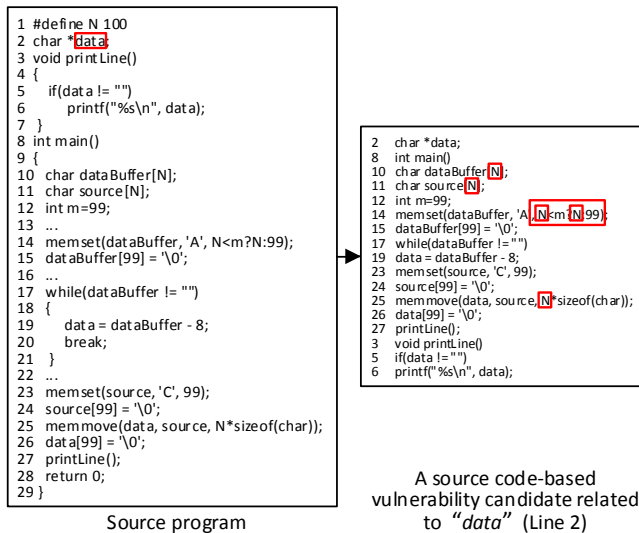 1 #define N 100
2 char *data;
3 void printLine()
4 {
5 if(data != "")
6 printf("%s\n", data);
7 }
8 int main()
9 {
10 char dataBuffer[N];
11 char source[N];
12 int m=99;
13 ...
14 memset(dataBuffer, 'A', N<m?N:99);
15 dataBuffer[99] = '\0';
16 ...
17 while(dataBuffer != "")
18 {
19 data = dataBuffer - 8;
20 break;
21 }
22 ...
23 memset(source, 'C', 99);
24 source[99] = '\0';
25 memmove(data, source, N*sizeof(char));
26 data[99] = '\0';
27 printLine();
28 return 0;
29 }
Source program
2 char *data;
8 int main()
10 char dataBuffer[N];
11 char source[N];
12 int m=99;
14 memset(dataBuffer, 'A', N<m?N:99);
15 dataBuffer[99] = '\0';
17 while(dataBuffer != "")
19 data = dataBuffer - 8;
23 memset(source, 'C', 99);
24 source[99] = '\0';
25 memmove(data, source, N*sizeof(char));
26 data[99] = '\0';
27 printLine();
3 void printLine()
5 if(data != "")
6 printf("%s\n", data);
A source code-based
vulnerability candidate related
to “data” (Line 2)